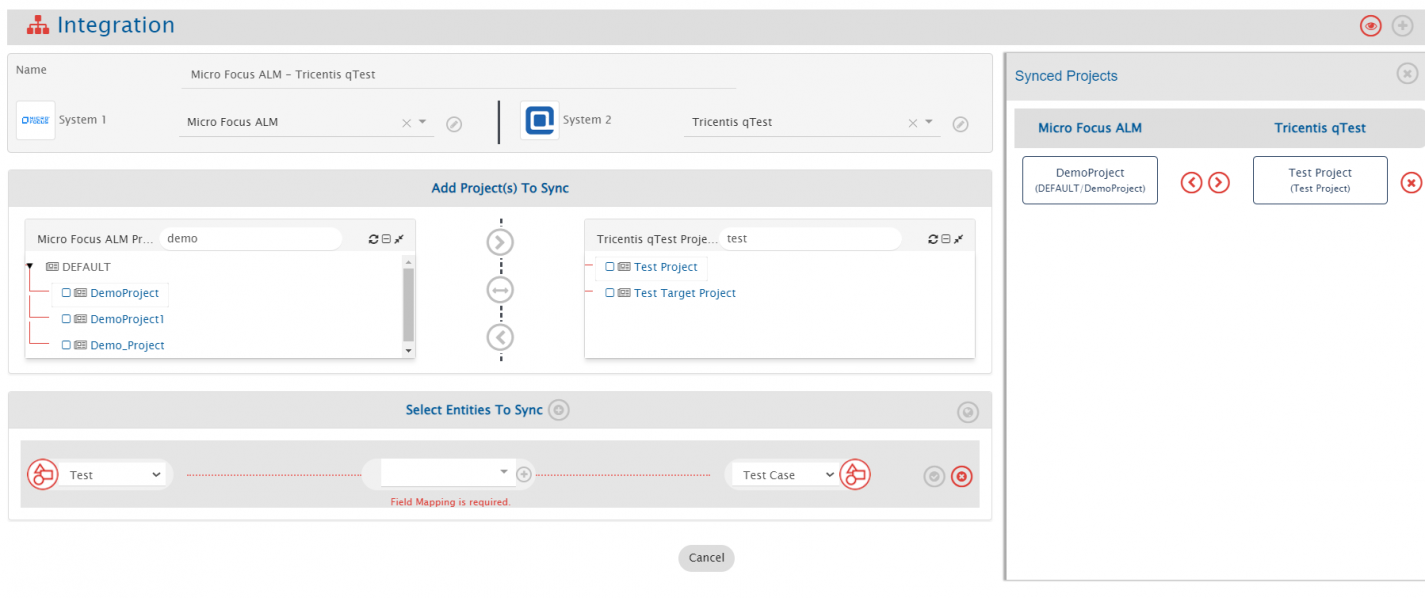 Integration
Name
Micro Focus ALM – Tricentis qTest
System 1
Micro Focus ALM
System 2
Tricentis qTest
Add Project(s) To Sync
Micro Focus ALM Pr...
demo
DEFAULT
DemoProject
DemoProject1
Demo_Project
Tricentis qTest Proje...
test
Test Project
Test Target Project
Select Entities To Sync
Test
Field Mapping is required.
Test Case
Cancel
Synced Projects
Micro Focus ALM
Tricentis qTest
DemoProject
(DEFAULT/DemoProject)
Test Project
(Test Project)